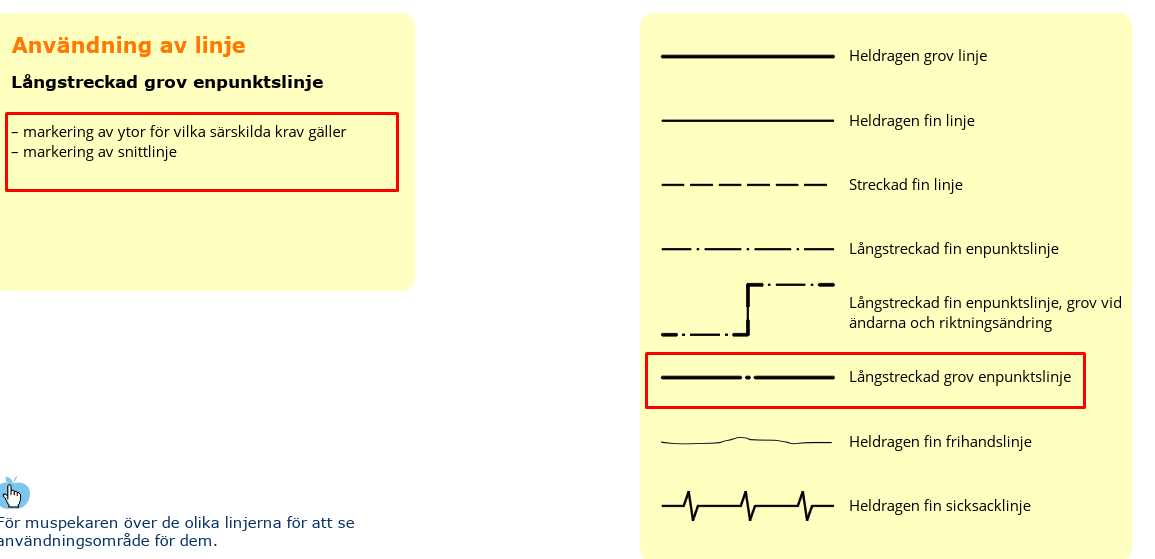 Användning av linje
Långstreckad grov enpunktslinje
– markering av ytor för vilka särskilda krav gäller
– markering av snittlinje
För muspekaren över de olika linjerna för att se
användningsområde för dem.
Heldragen grov linje
Heldragen fin linje
Streckad fin linje
Långstreckad fin enpunktslinje
Långstreckad fin enpunktslinje, grov vid
ändarna och riktningsändring
Långstreckad grov enpunktslinje
Heldragen fin frihandslinje
Heldragen fin sicksacklinje